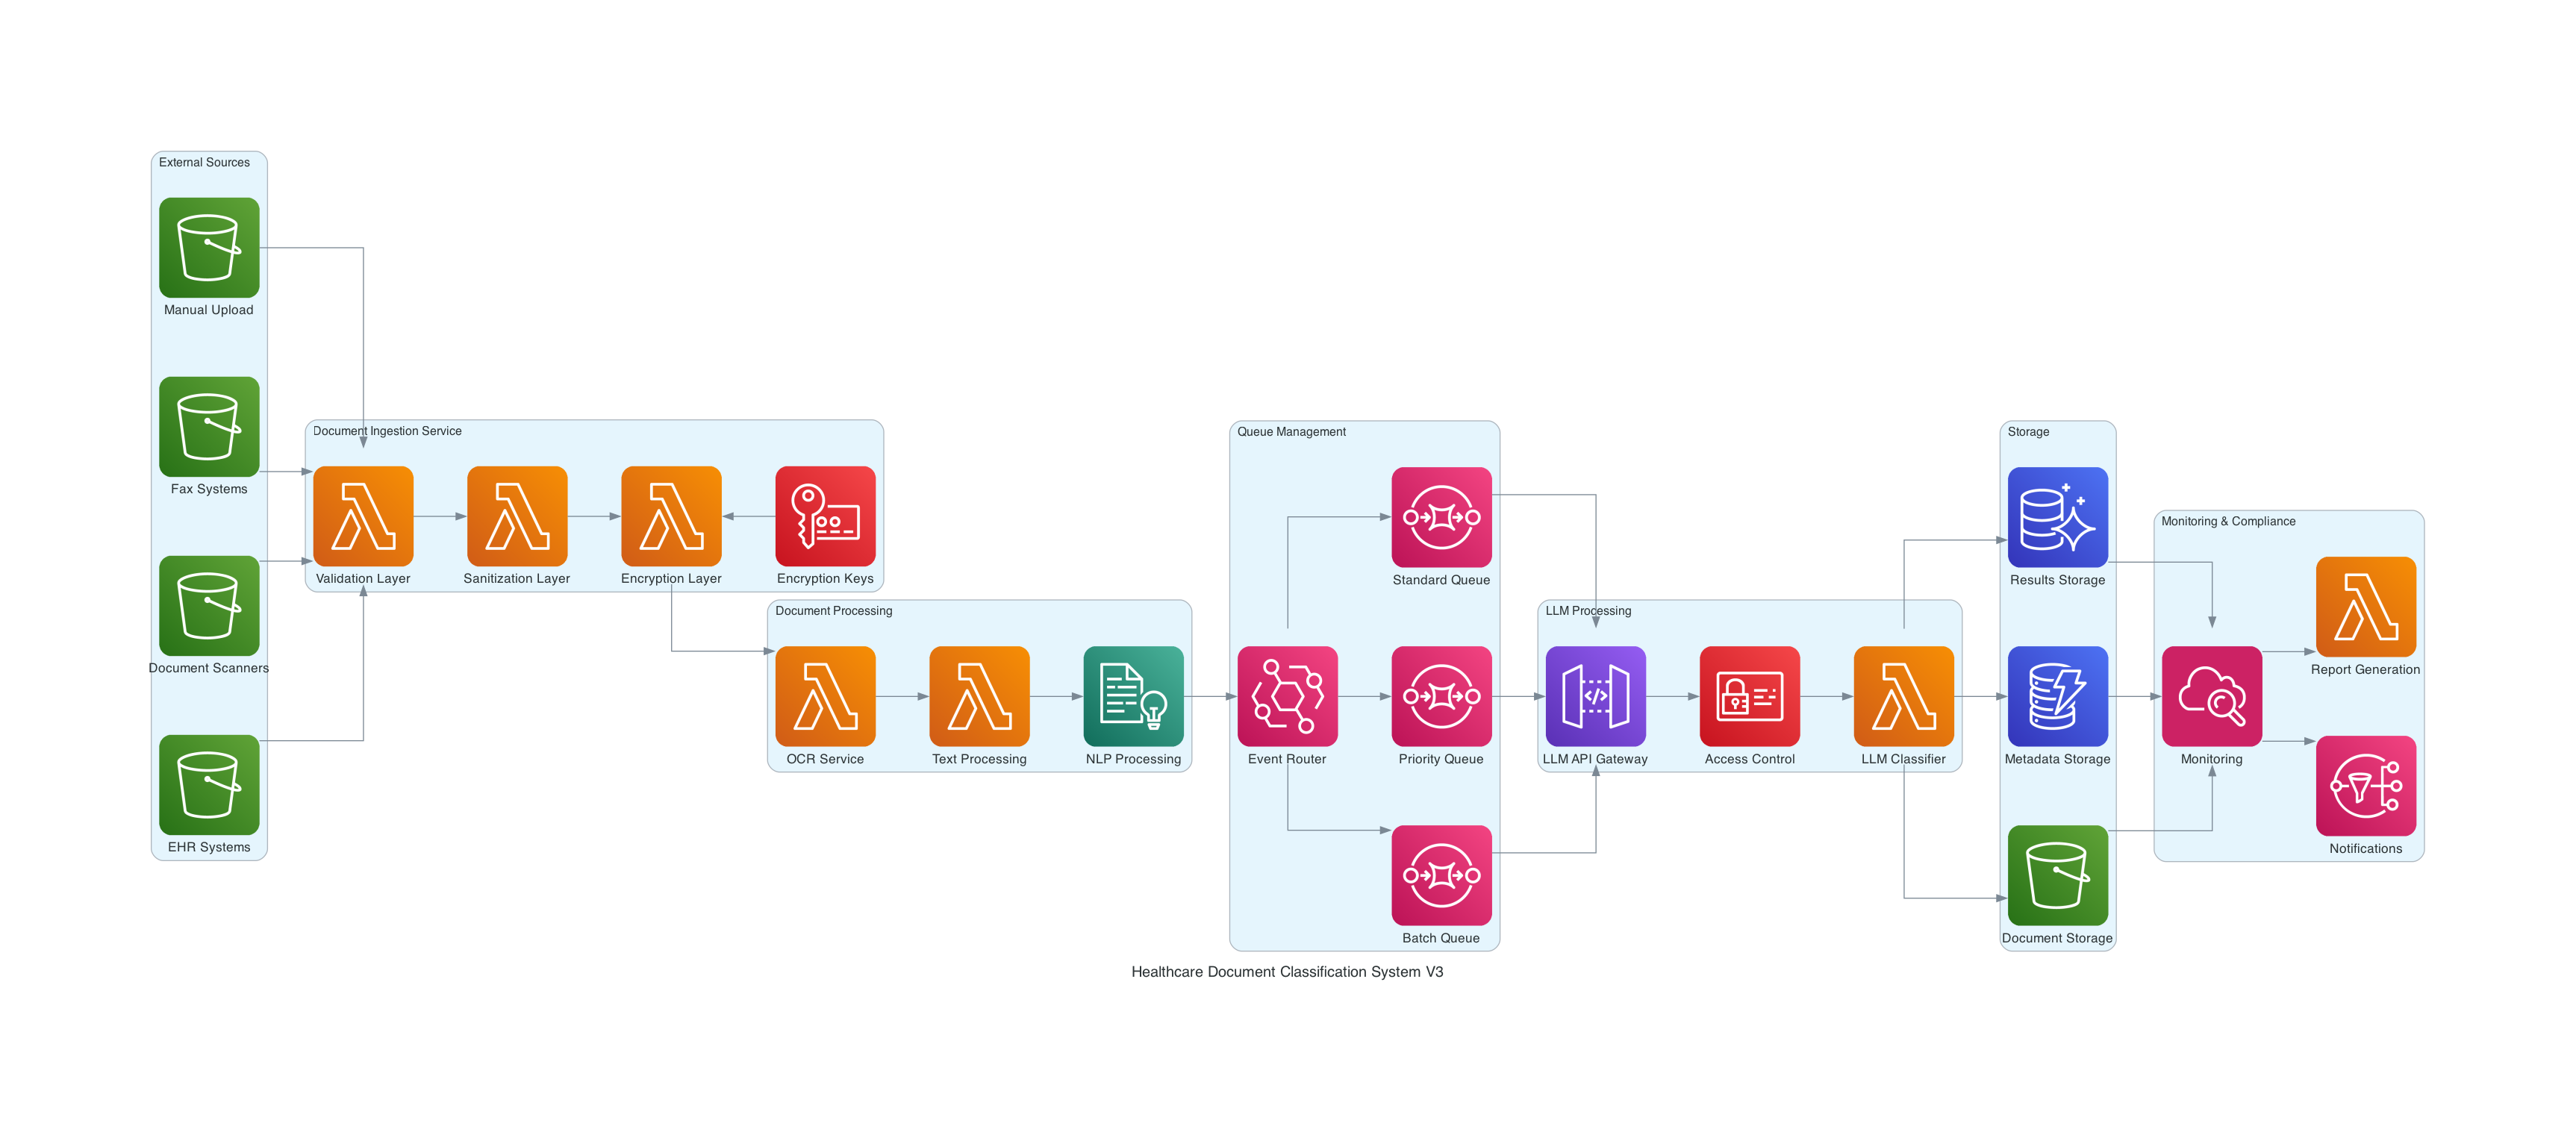 External Sources
Manual Upload
Fax Systems
Document Scanners
EHR Systems
Document Ingestion Service
Validation Layer
Sanitization Layer
Encryption Layer
Encryption Keys
Document Processing
OCR Service
Text Processing
NLP Processing
Queue Management
Standard Queue
Event Router
Priority Queue
Batch Queue
LLM Processing
LLM API Gateway
Access Control
LLM Classifier
Storage
Results Storage
Metadata Storage
Document Storage
Monitoring & Compliance
Monitoring
Report Generation
Notifications
Healthcare Document Classification System V3